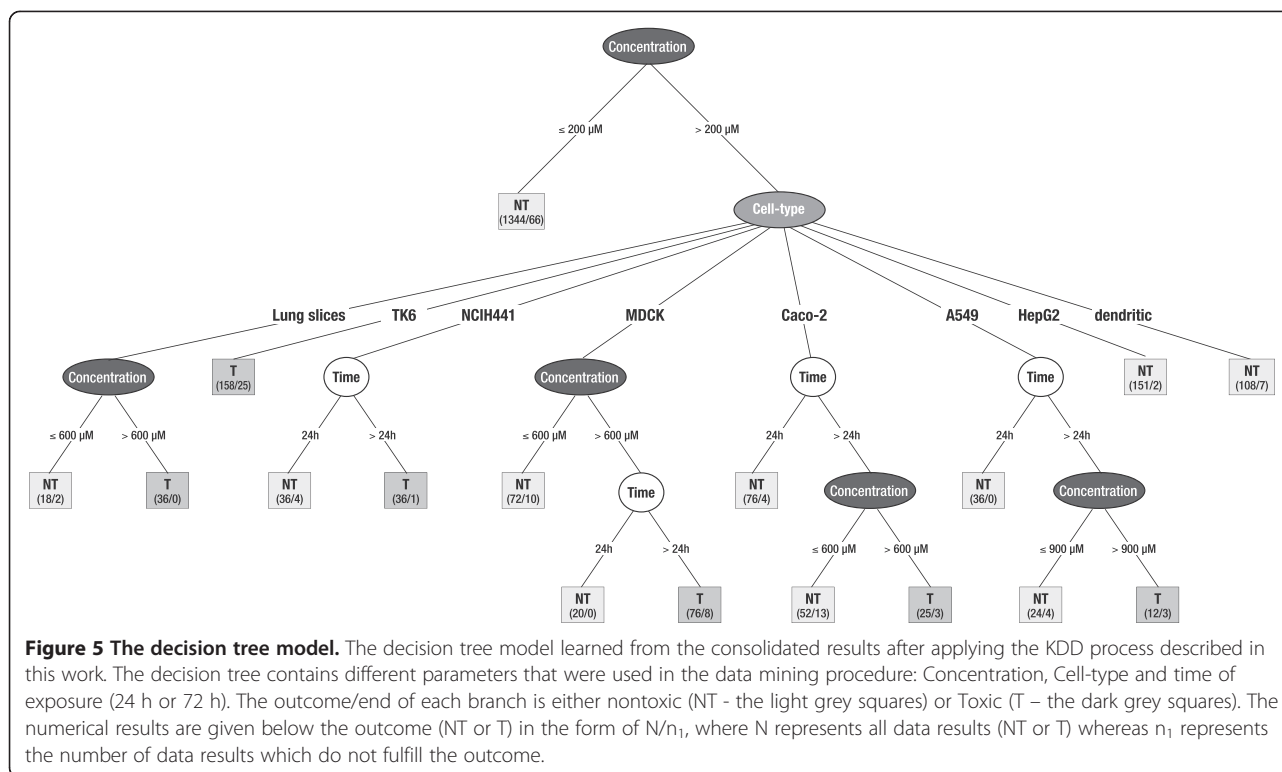 Concentration
≤ 200 µM
> 200 µM
NT
(1344/66)
Cell-type
Lung slices
TK6
NCIH441
MDCK
Caco-2
A549
HepG2
dendritic
Concentration
T
(158/25)
Time
Concentration
Time
Time
NT
(151/2)
NT
(108/7)
≤ 600 µM
> 600 µM
24h
> 24h
≤ 600 µM
> 600 µM
24h
> 24h
24h
> 24h
NT
(18/2)
T
(36/0)
NT
(36/4)
T
(36/1)
NT
(72/10)
Time
NT
(76/4)
Concentration
NT
(36/0)
Concentration
24h
> 24h
≤ 600 µM
> 600 µM
≤ 900 µM
> 900 µM
NT
(20/0)
T
(76/8)
NT
(52/13)
T
(25/3)
NT
(24/4)
T
(12/3)
Figure 5 The decision tree model. The decision tree model learned from the consolidated results after applying the KDD process described in
this work. The decision tree contains different parameters that were used in the data mining procedure: Concentration, Cell-type and time of
exposure (24 h or 72 h). The outcome/end of each branch is either nontoxic (NT - the light grey squares) or Toxic (T – the dark grey squares). The
numerical results are given below the outcome (NT or T) in the form of N/n₁, where N represents all data results (NT or T) whereas n₁ represents
the number of data results which do not fulfill the outcome.